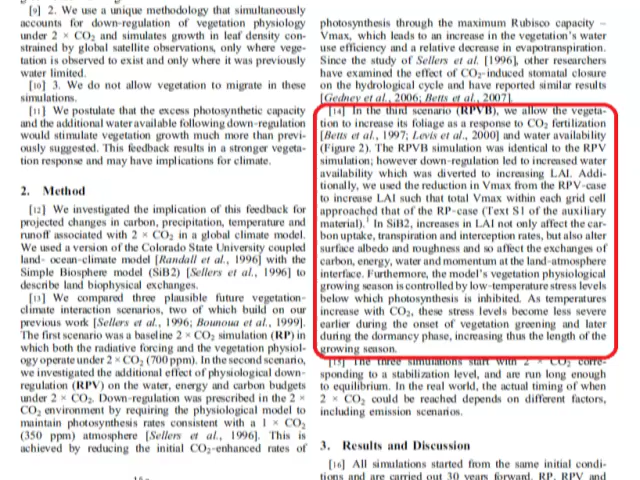 [9] 2. We use a unique methodology that simultaneously
accounts for down-regulation of vegetation physiology
under 2 × CO2 and simulates growth in leaf density con-
strained by global satellite observations, only where vege-
tation is observed to exist and only where it was previously
water limited.
[10] 3. We do not allow vegetation to migrate in these
simulations.
[11] We postulate that the excess photosynthetic capacity
and the additional water available following down-regulation
would stimulate vegetation growth much more than previ-
ously suggested. This feedback results in a stronger vegeta-
tion response and may have implications for climate.
2. Method
[12] We investigated the implication of this feedback for
projected changes in carbon, precipitation, temperature and
runoff associated with 2 × CO2 in a global climate model.
We used a version of the Colorado State University coupled
land- ocean-climate model [Randall et al., 1996] with the
Simple Biosphere model (SiB2) [Sellers et al., 1996] to
describe land biophysical exchanges.
[13] We compared three plausible future vegetation-
climate interaction scenarios, two of which build on our
previous work [Sellers et al., 1996; Bounoua et al., 1999].
The first scenario was a baseline 2 × CO2 simulation (RP) in
which both the radiative forcing and the vegetation physiol-
ogy operate under 2 × CO2 (700 ppm). In the second scenario,
we investigated the additional effect of physiological down-
regulation (RPV) on the water, energy and carbon budgets
under 2 × CO2. Down-regulation was prescribed in the 2 ×
CO2 environment by requiring the physiological model to
maintain photosynthesis rates consistent with a 1 × CO2
(350 ppm) atmosphere [Sellers et al., 1996]. This is
achieved by reducing the initial CO2-enhanced rates of
photosynthesis through the maximum Rubisco capacity –
Vmax, which leads to an increase in the vegetation's water
use efficiency and a relative decrease in evapotranspiration.
Since the study of Sellers et al. [1996], other researchers
have examined the effect of CO2-induced stomatal closure
on the hydrological cycle and have reported similar results
[Gedney et al., 2006; Betts et al., 2007].
[14] In the third scenario (RPVB), we allow the vegeta-
tion to increase its foliage as a response to CO2 fertilization
[Betts et al., 1997; Levis et al., 2000] and water availability
(Figure 2). The RPVB simulation was identical to the RPV
simulation; however down-regulation led to increased water
availability which was diverted to increasing LAI. Addi-
tionally, we used the reduction in Vmax from the RPV-case
to increase LAI such that total Vmax within each grid cell
approached that of the RP-case (Text S1 of the auxiliary
material).1 In SiB2, increases in LAI not only affect the car-
bon uptake, transpiration and interception rates, but also alter
surface albedo and roughness and so affect the exchanges of
carbon, energy, water and momentum at the land-atmosphere
interface. Furthermore, the model's vegetation physiological
growing season is controlled by low-temperature stress levels
below which photosynthesis is inhibited. As temperatures
increase with CO2, these stress levels become less severe
earlier during the onset of vegetation greening and later
during the dormancy phase, increasing thus the length of the
growing season.
[15] The three simulations start with 2 × CO2 corre-
sponding to a stabilization level, and are run long enough
to equilibrium. In the real world, the actual timing of when
2 × CO2 could be reached depends on different factors,
including emission scenarios.
3. Results and Discussion
[16] All simulations started from the same initial condi-
tions and are carried out 30 years forward. RP, RPV and